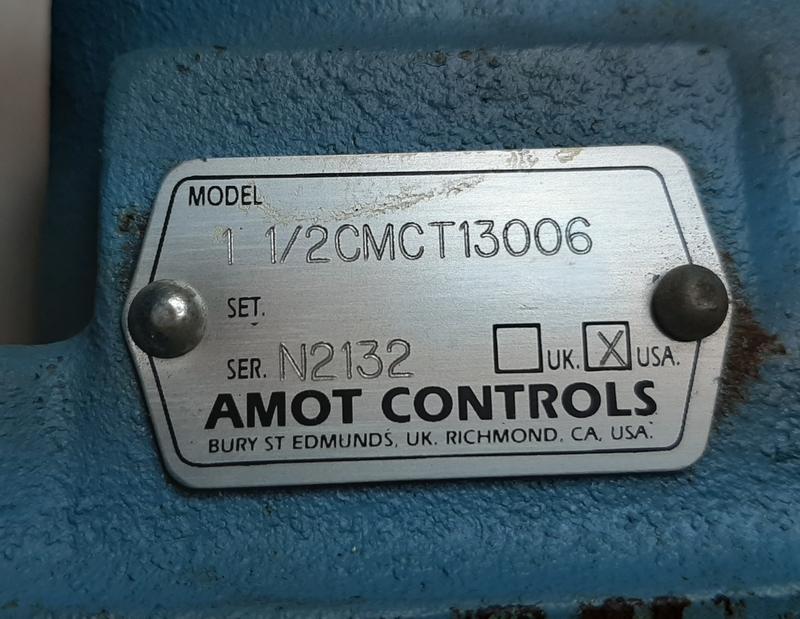 MODEL
1 1/2CMCT13006
SET.
SER. N2132 UK. X USA.
AMOT CONTROLS
BURY ST EDMUNDS, UK. RICHMOND, CA, USA.